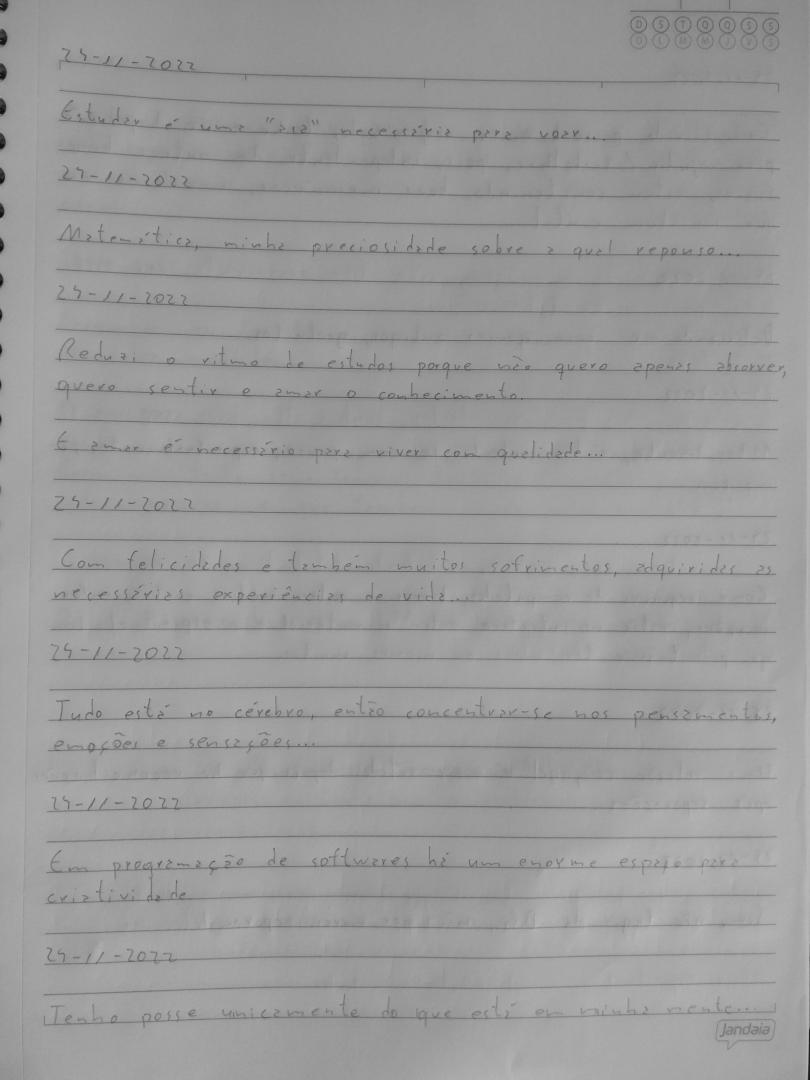 D S T Q Q S S
D L M M J V S
24-11-2022
Estudar é uma "asa" necessária para voar...
24-11-2022
Matemática, minha preciosidade sobre a qual repouso...
24-11-2022
Reduzi o ritmo de estudos porque não quero apenas absorver,
quero sentir e amar o conhecimento.
E amar é necessário para viver com qualidade...
24-11-2022
Com felicidades e também muitos sofrimentos, adquiridas as
necessárias experiências de vida...
24-11-2022
Tudo está no cérebro, então concentrar-se nos pensamentos,
emoções e sensações...
24-11-2022
Em programação de softwares há um enorme espaço para
criatividade
24-11-2022
Tenho posse unicamente do que está em minha mente...
Jandaia